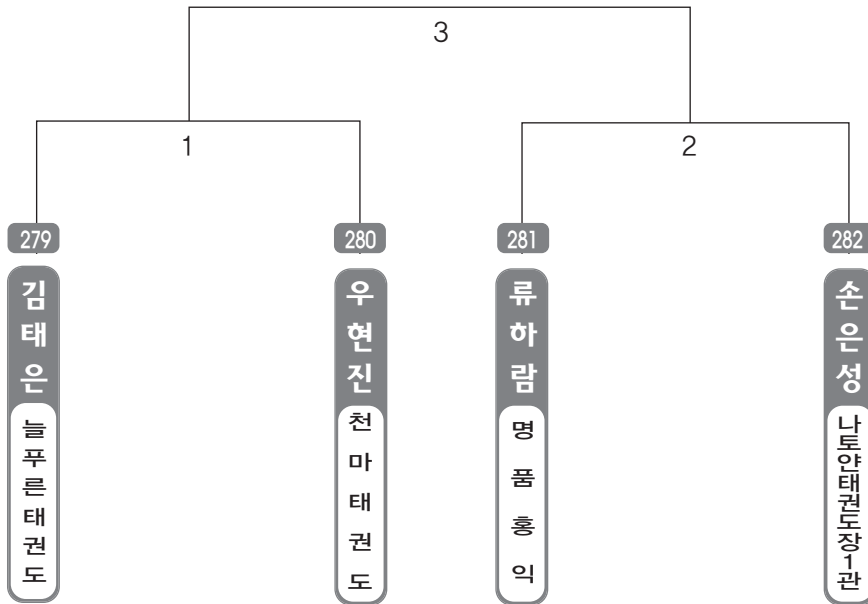 3
1
2
279
280
281
282
김태은
우현진
류하람
손은성
늘푸른태권도
천마태권도
명품홍익
나토얀태권도장1관